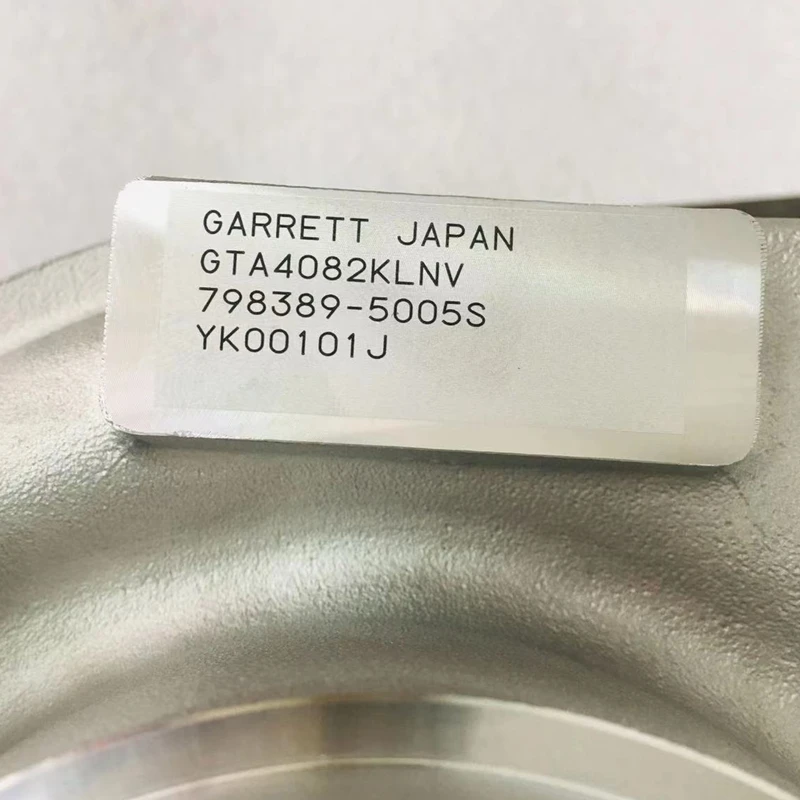 GARRETT JAPAN
GTA4082KLNV
798389-5005S
YK00101J